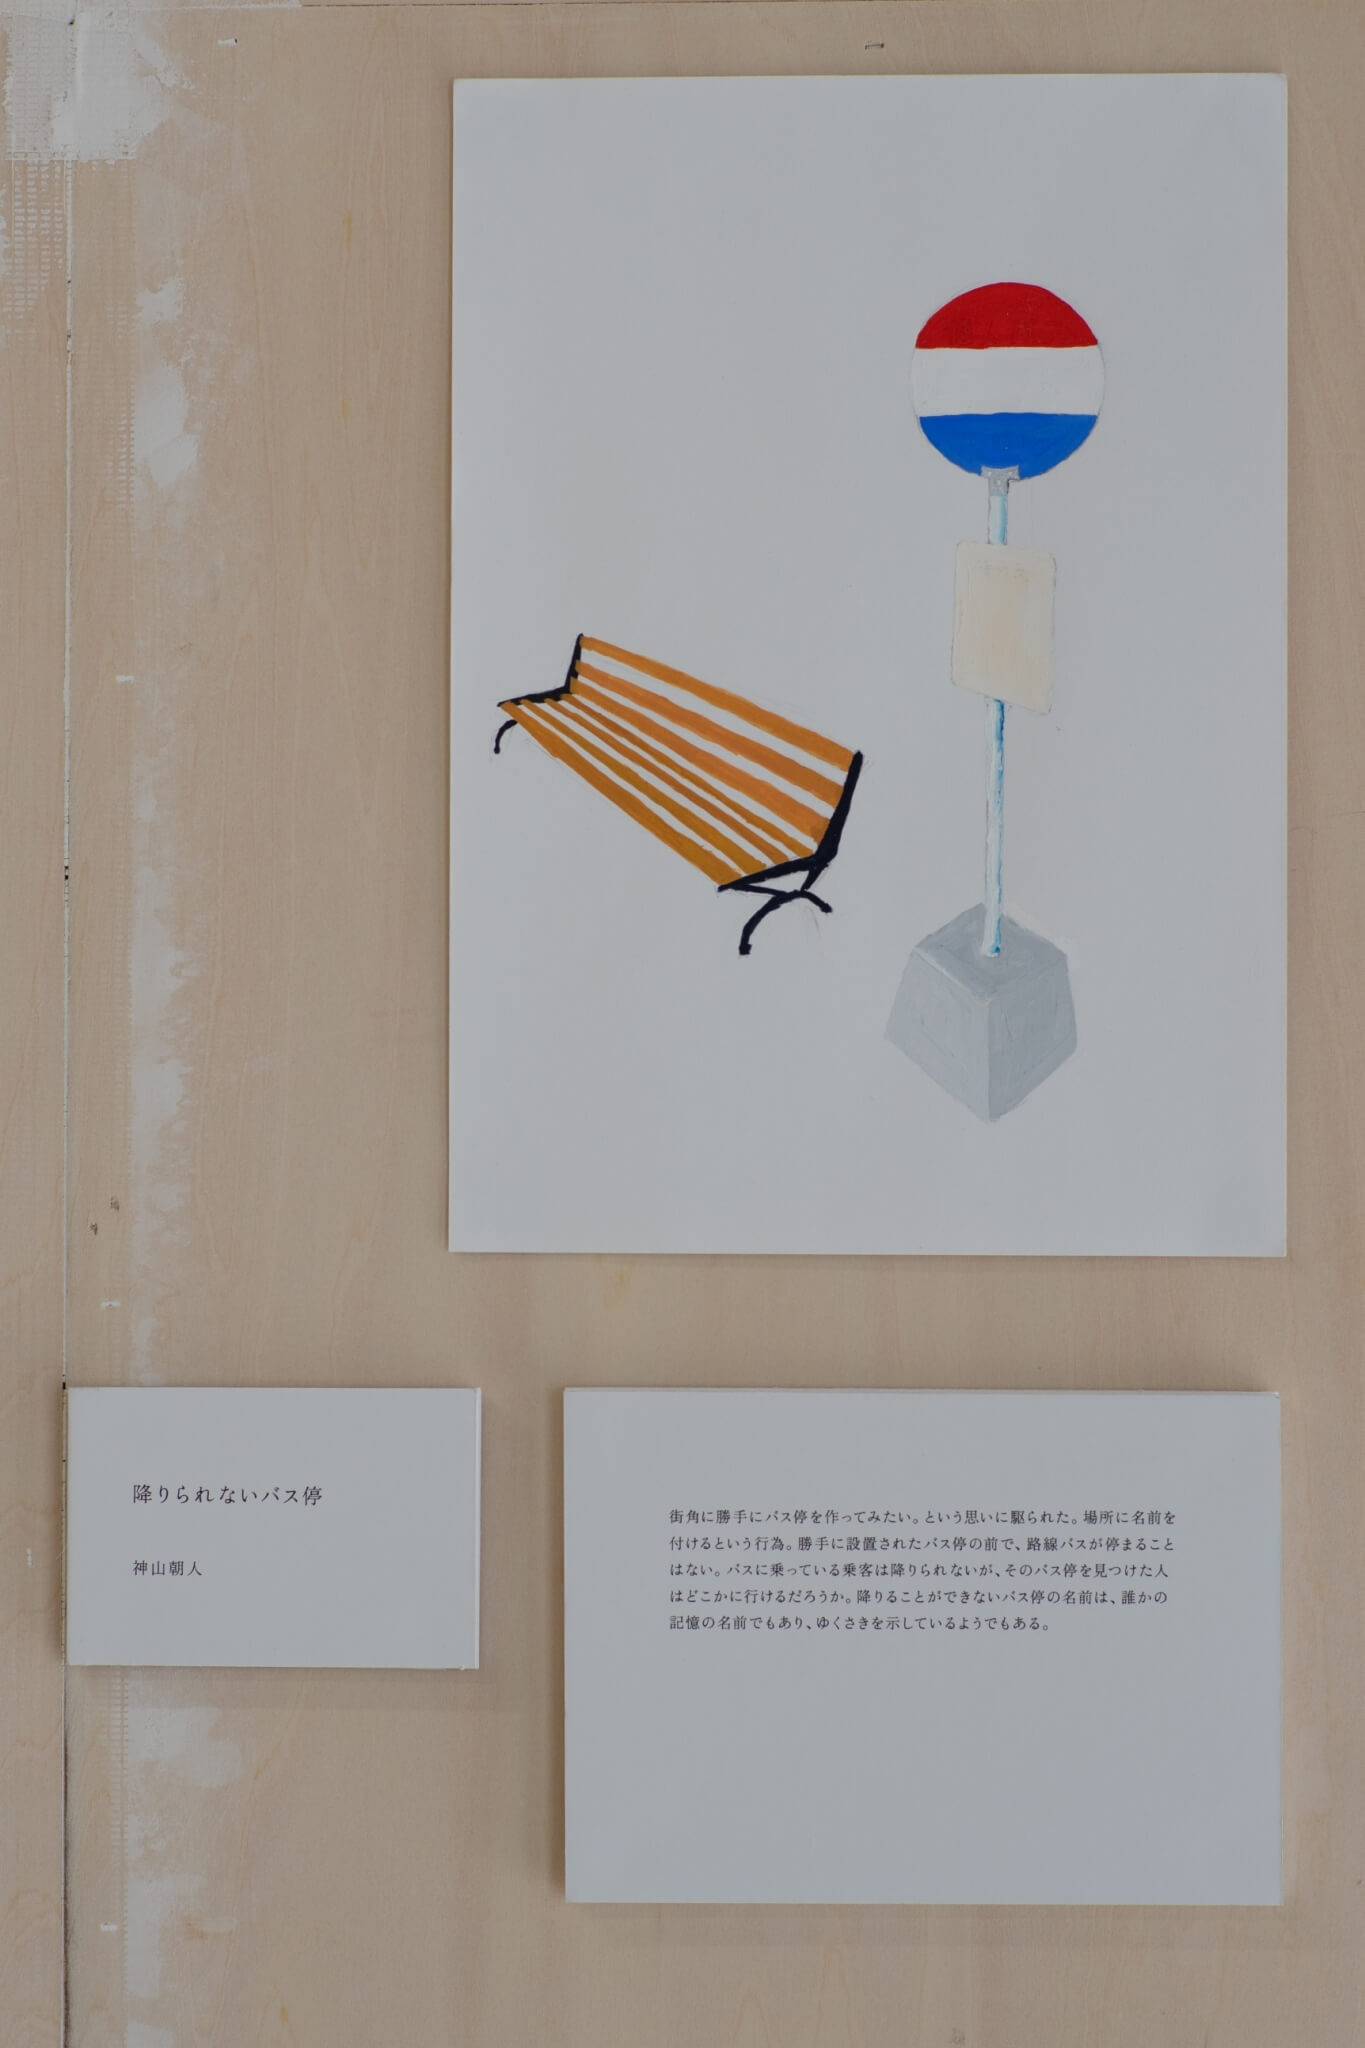 降りられないバス停
神山朝人
街角に勝手にバス停を作ってみたい。という思いに駆られた。場所に名前を
付けるという行為。勝手に設置されたバス停の前で、路線バスが停まること
はない。バスに乗っている乗客は降りられないが、そのバス停を見つけた人
はどこかに行けるだろうか。降りることができないバス停の名前は、誰かの
記憶の名前でもあり、ゆくさきを示しているようでもある。